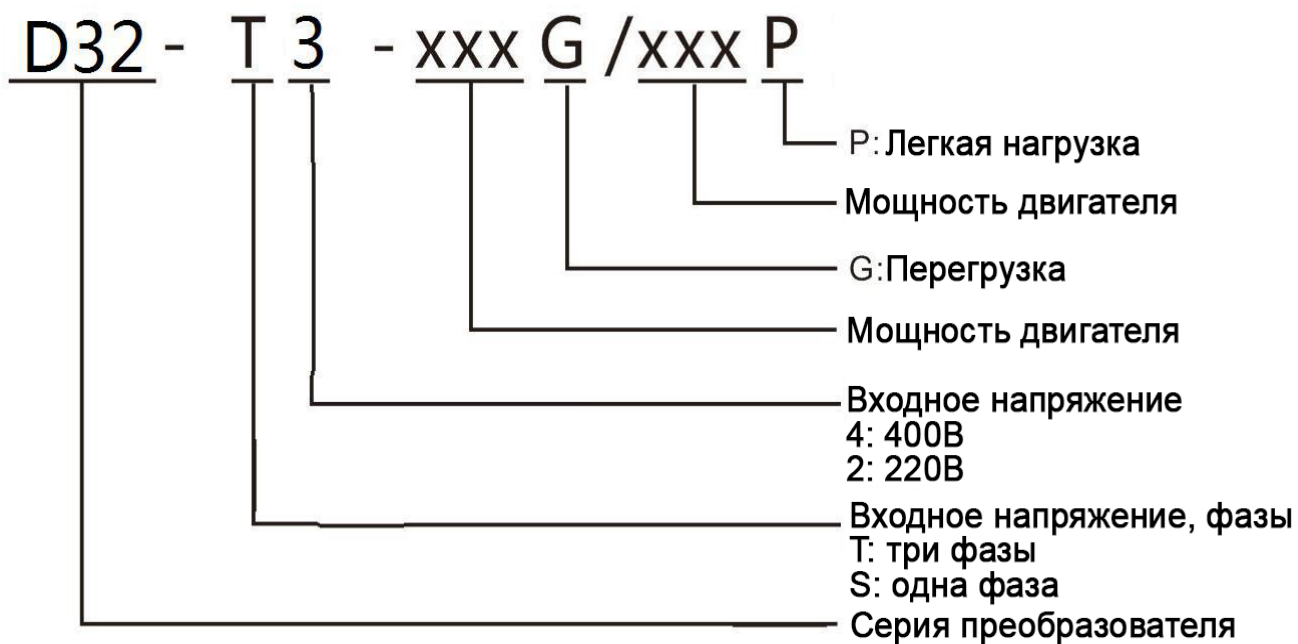 D32 - T 3 - xxx G / xxx P
P: Легкая нагрузка
Мощность двигателя
G: Перегрузка
Мощность двигателя
Входное напряжение
4: 400В
2: 220В
Входное напряжение, фазы
T: три фазы
S: одна фаза
Серия преобразователя